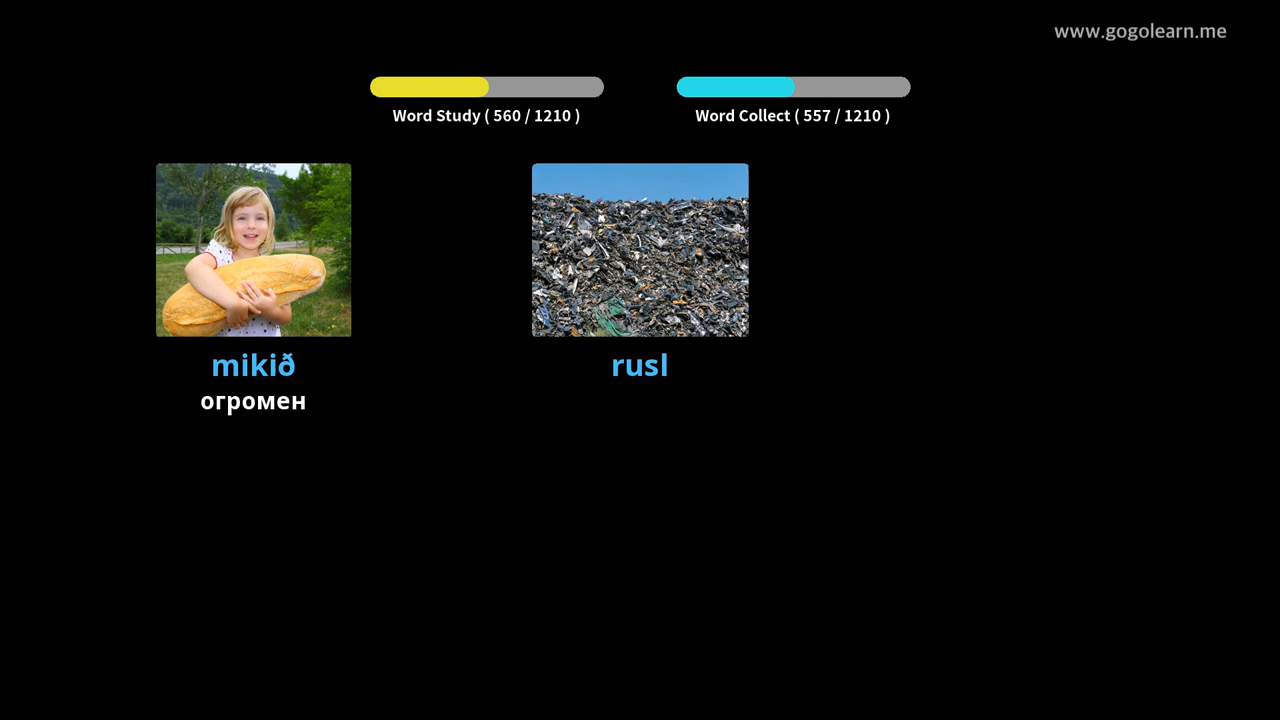 www.gogolearn.me
Word Study ( 560 / 1210 )
Word Collect ( 557 / 1210 )
mikið
rusl
огромен